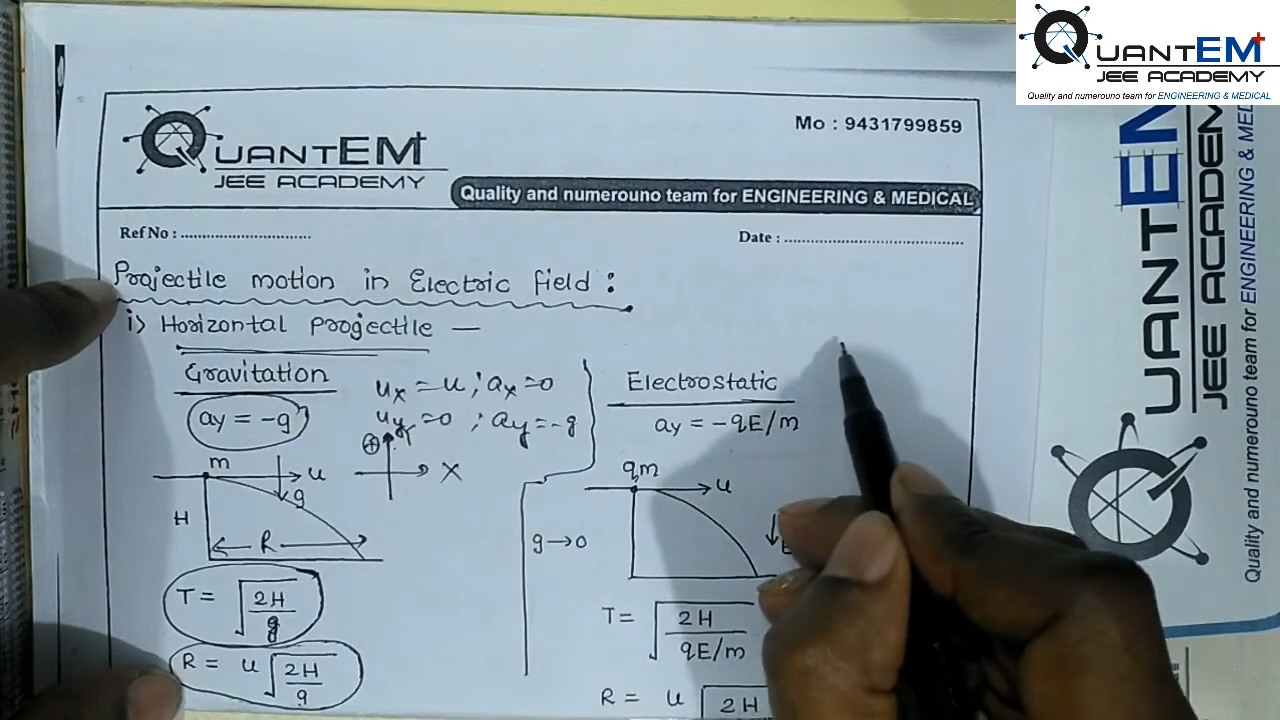 QUANTEM+
JEE ACADEMY
Quality and numerouno team for ENGINEERING & MEDICAL
Mo : 9431799859
QUANTEM+
JEE ACADEMY
Quality and numerouno team for ENGINEERING & MEDICAL
Ref No : ..............................
Date : ..........................................
Projectile motion in Electric field :
i) Horizontal Projectile —
Gravitation
ay = -g
ux = u ; ax = 0
uy = 0 ; ay = -g
m
u
g
H
R
⊕
X
T = √2H/g
R = u√2H/g
Electrostatic
ay = -qE/m
q,m
u
g → 0
T = √2H/qE/m
R = u √2H
QUANTEM
JEE ACADEM
Quality and numerouno team for ENGINEERING & MED